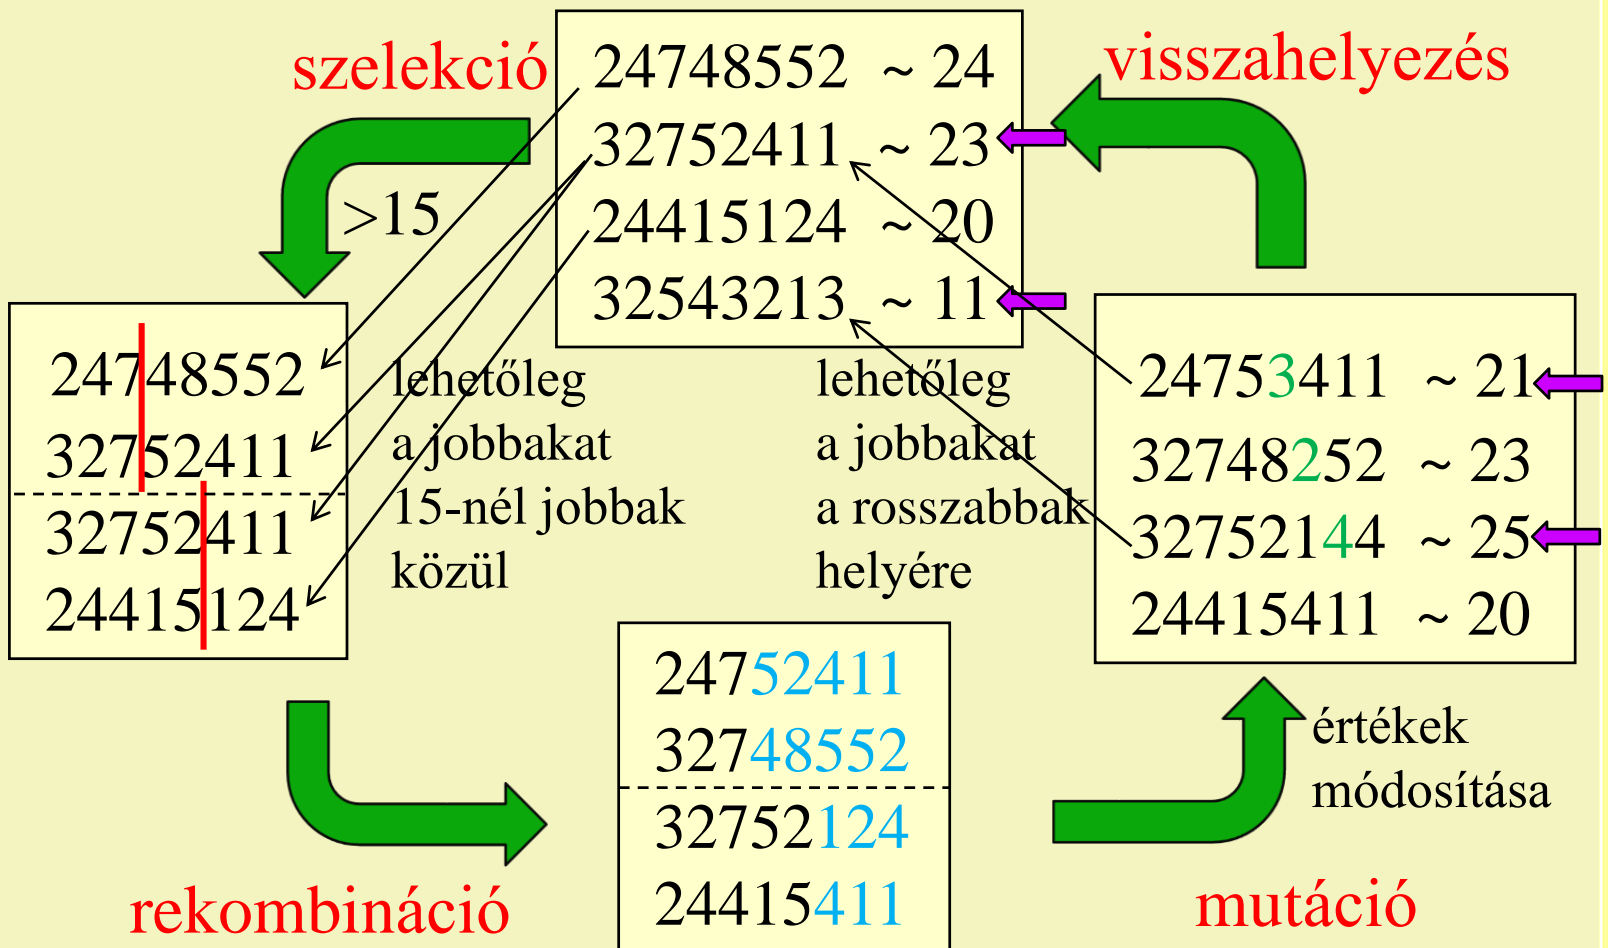 szelekció
24748552 ~ 24
32752411 ~ 23
24415124 ~ 20
32543213 ~ 11
visszahelyezés
>15
24748552
32752411
32752411
24415124
lehetőleg
a jobbakat
15-nél jobbak
közül
lehetőleg
a jobbakat
a rosszabbak
helyére
24753411 ~ 21
32748252 ~ 23
32752144 ~ 25
24415411 ~ 20
rekombináció
24752411
32748552
32752124
24415411
értékek
módosítása
mutáció